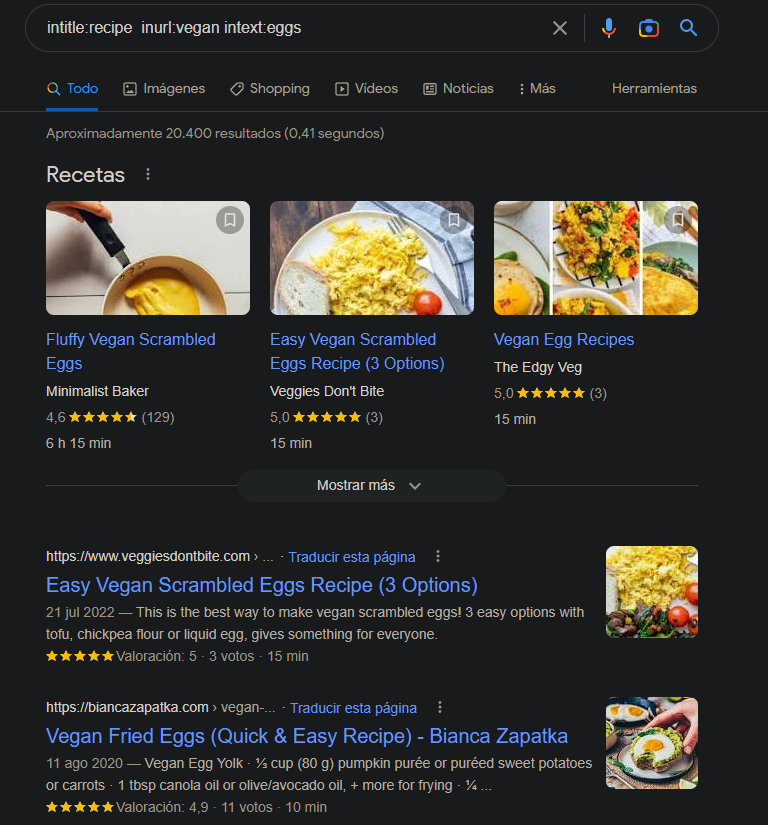 intitle:recipe  inurl:vegan intext:eggs
Todo Imágenes Shopping Vídeos Noticias Más Herramientas
Aproximadamente 20.400 resultados (0,41 segundos)
Recetas
Fluffy Vegan Scrambled
Eggs
Minimalist Baker
4,6 (129)
6 h 15 min
Easy Vegan Scrambled
Eggs Recipe (3 Options)
Veggies Don't Bite
5,0 (3)
15 min
Vegan Egg Recipes
The Edgy Veg
5,0 (3)
15 min
Mostrar más
https://www.veggiesdontbite.com › ... · Traducir esta página
Easy Vegan Scrambled Eggs Recipe (3 Options)
21 jul 2022 — This is the best way to make vegan scrambled eggs! 3 easy options with
tofu, chickpea flour or liquid egg, gives something for everyone.
★★★★★ Valoración: 5 · 3 votos · 15 min
https://biancazapatka.com › vegan-... · Traducir esta página
Vegan Fried Eggs (Quick & Easy Recipe) - Bianca Zapatka
11 ago 2020 — Vegan Egg Yolk · ⅓ cup (80 g) pumpkin purée or puréed sweet potatoes
or carrots · 1 tbsp canola oil or olive/avocado oil, + more for frying · ¼ ...
★★★★★ Valoración: 4,9 · 11 votos · 10 min